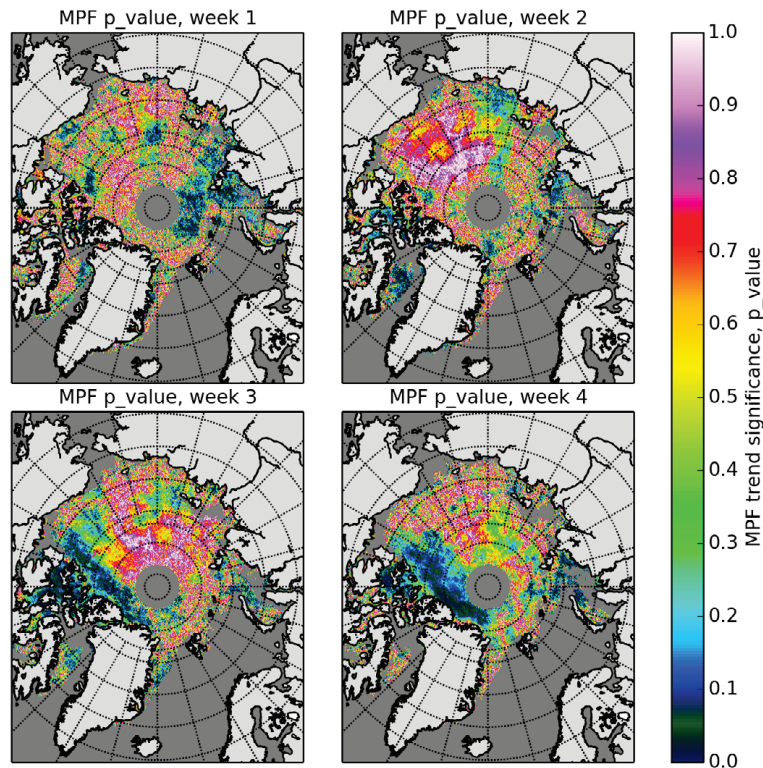 MPF p_value, week 1
MPF p_value, week 2
MPF p_value, week 3
MPF p_value, week 4
1.0
0.9
0.8
0.7
0.6
0.5
0.4
0.3
0.2
0.1
0.0
MPF trend significance, p_value